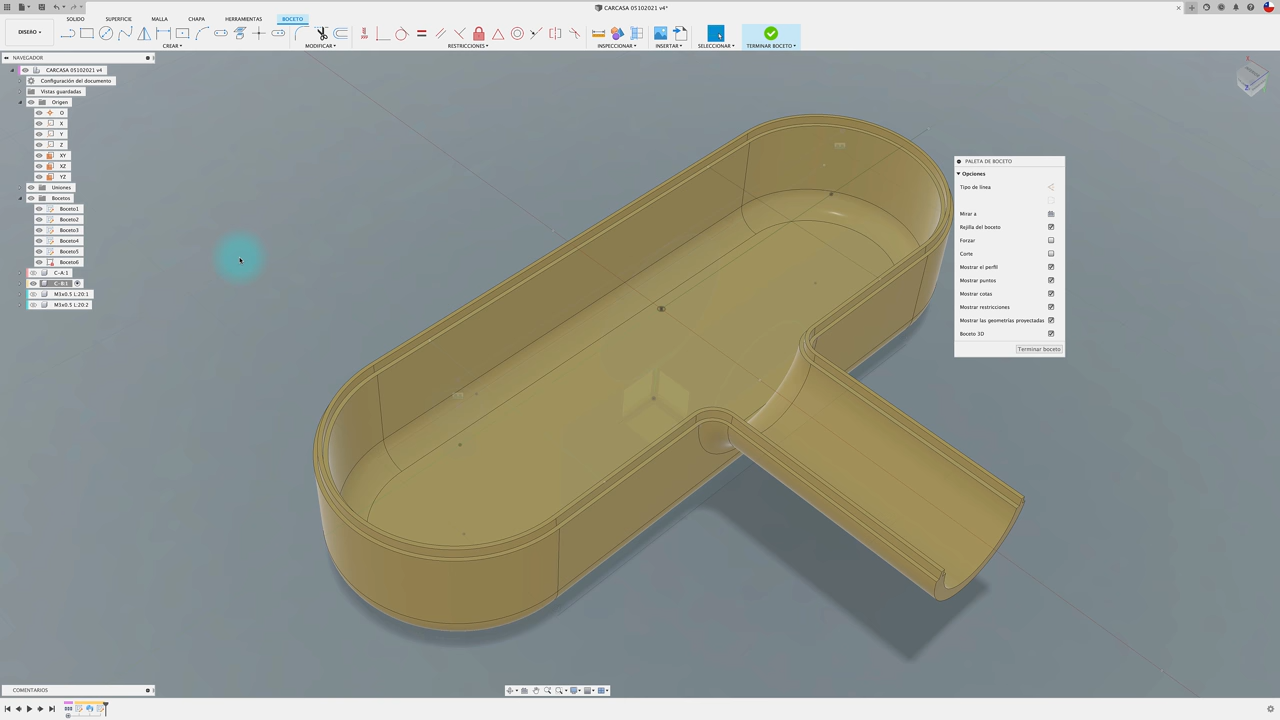 CARCASA 05102021 v4*
DISEÑO
SÓLIDO
SUPERFICIE
MALLA
CHAPA
HERRAMIENTAS
BOCETO
CREAR
MODIFICAR
RESTRICCIONES
INSPECCIONAR
INSERTAR
SELECCIONAR
TERMINAR BOCETO
NAVEGADOR
CARCASA 05102021 v4
Configuración del documento
Vistas guardadas
Origen
O
X
Y
Z
XY
XZ
YZ
Uniones
Bocetos
Boceto1
Boceto2
Boceto3
Boceto4
Boceto5
Boceto6
C-A:1
C-B:1
M3x0.5 L:20:1
M3x0.5 L:20:2
PALETA DE BOCETO
Opciones
Tipo de línea
Mirar a
Rejilla del boceto
Forzar
Corte
Mostrar el perfil
Mostrar puntos
Mostrar cotas
Mostrar restricciones
Mostrar las geometrías proyectadas
Boceto 3D
Terminar boceto
COMENTARIOS